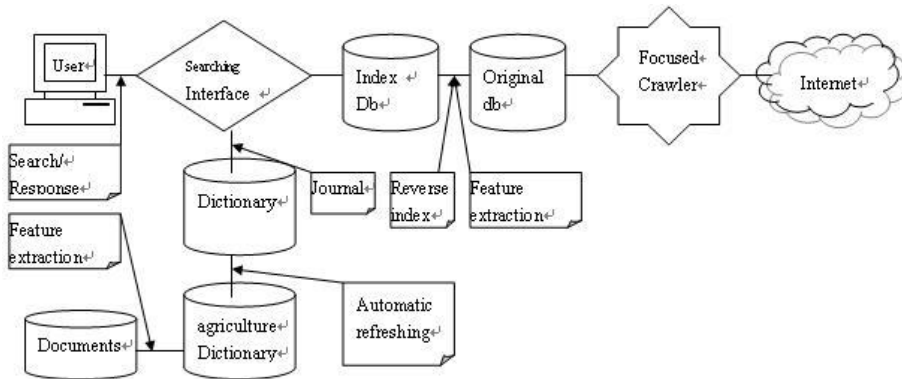 User
Searching
Interface
Index
Db
Original
db
Focused
Crawler
Internet
Search/
Response
Dictionary
Journal
Reverse
index
Feature
extraction
Feature
extraction
Documents
agriculture
Dictionary
Automatic
refreshing